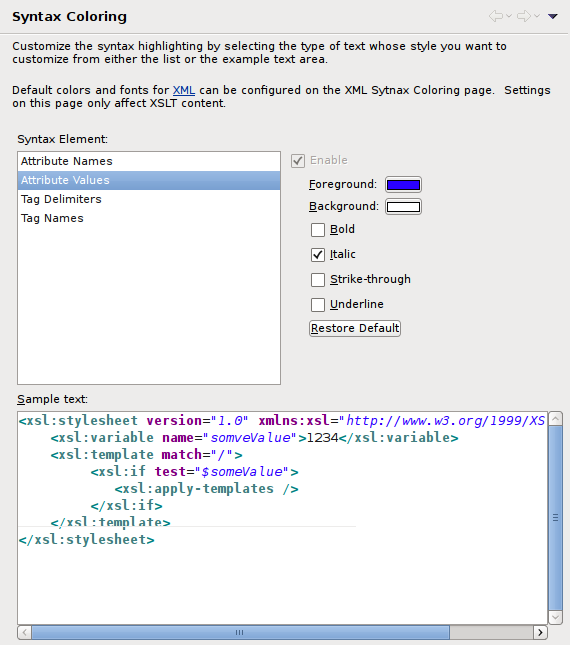 Syntax Coloring
Customize the syntax highlighting by selecting the type of text whose style you want to
customize from either the list or the example text area.
Default colors and fonts for XML can be configured on the XML Sytnax Coloring page.  Settings
on this page only affect XSLT content.
Syntax Element:
Attribute Names
Attribute Values
Tag Delimiters
Tag Names
Enable
Foreground:
Background:
Bold
Italic
Strike-through
Underline
Restore Default
Sample text:
<xsl:stylesheet version="1.0" xmlns:xsl="http://www.w3.org/1999/XS
    <xsl:variable name="somveValue">1234</xsl:variable>
    <xsl:template match="/">
         <xsl:if test="$someValue">
            <xsl:apply-templates />
         </xsl:if>
    </xsl:template>
</xsl:stylesheet>